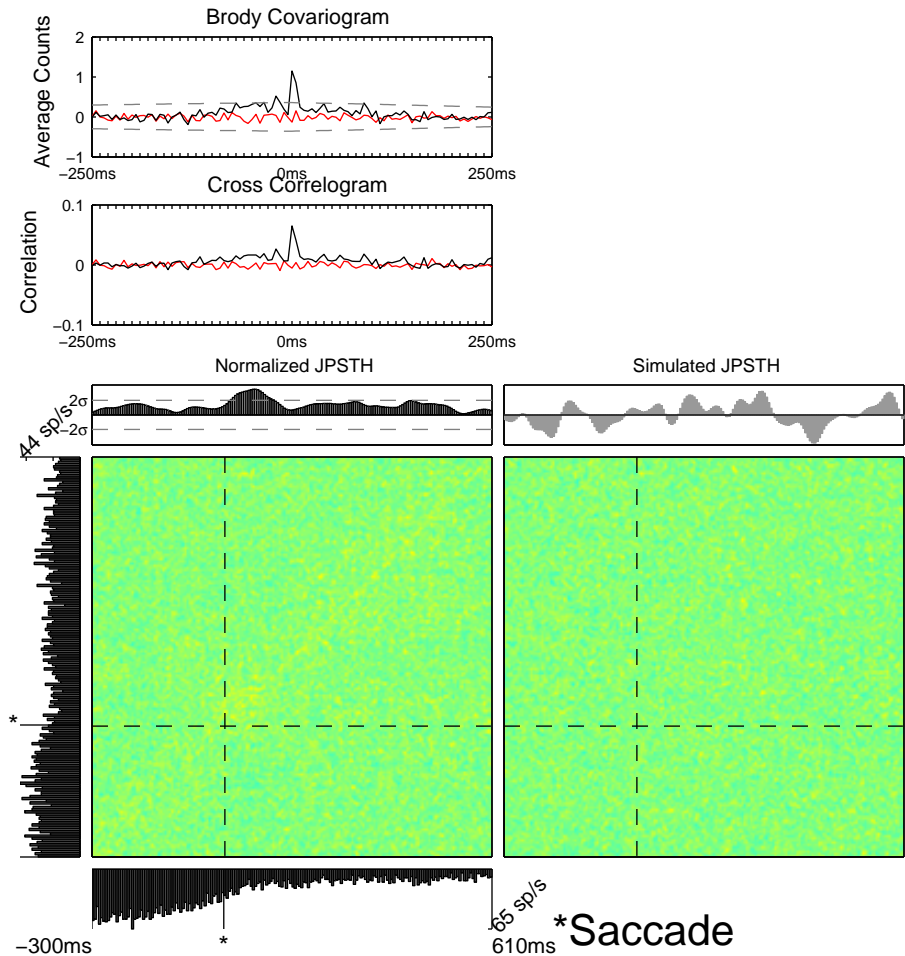 Brody Covariogram
2
1
0
−1
Average Counts
−250ms
0ms
250ms
Cross Correlogram
0.1
0
−0.1
Correlation
−250ms
0ms
250ms
Normalized JPSTH
Simulated JPSTH
2σ
−2σ
44 sp/s
*
*
65 sp/s
−300ms
610ms
*Saccade